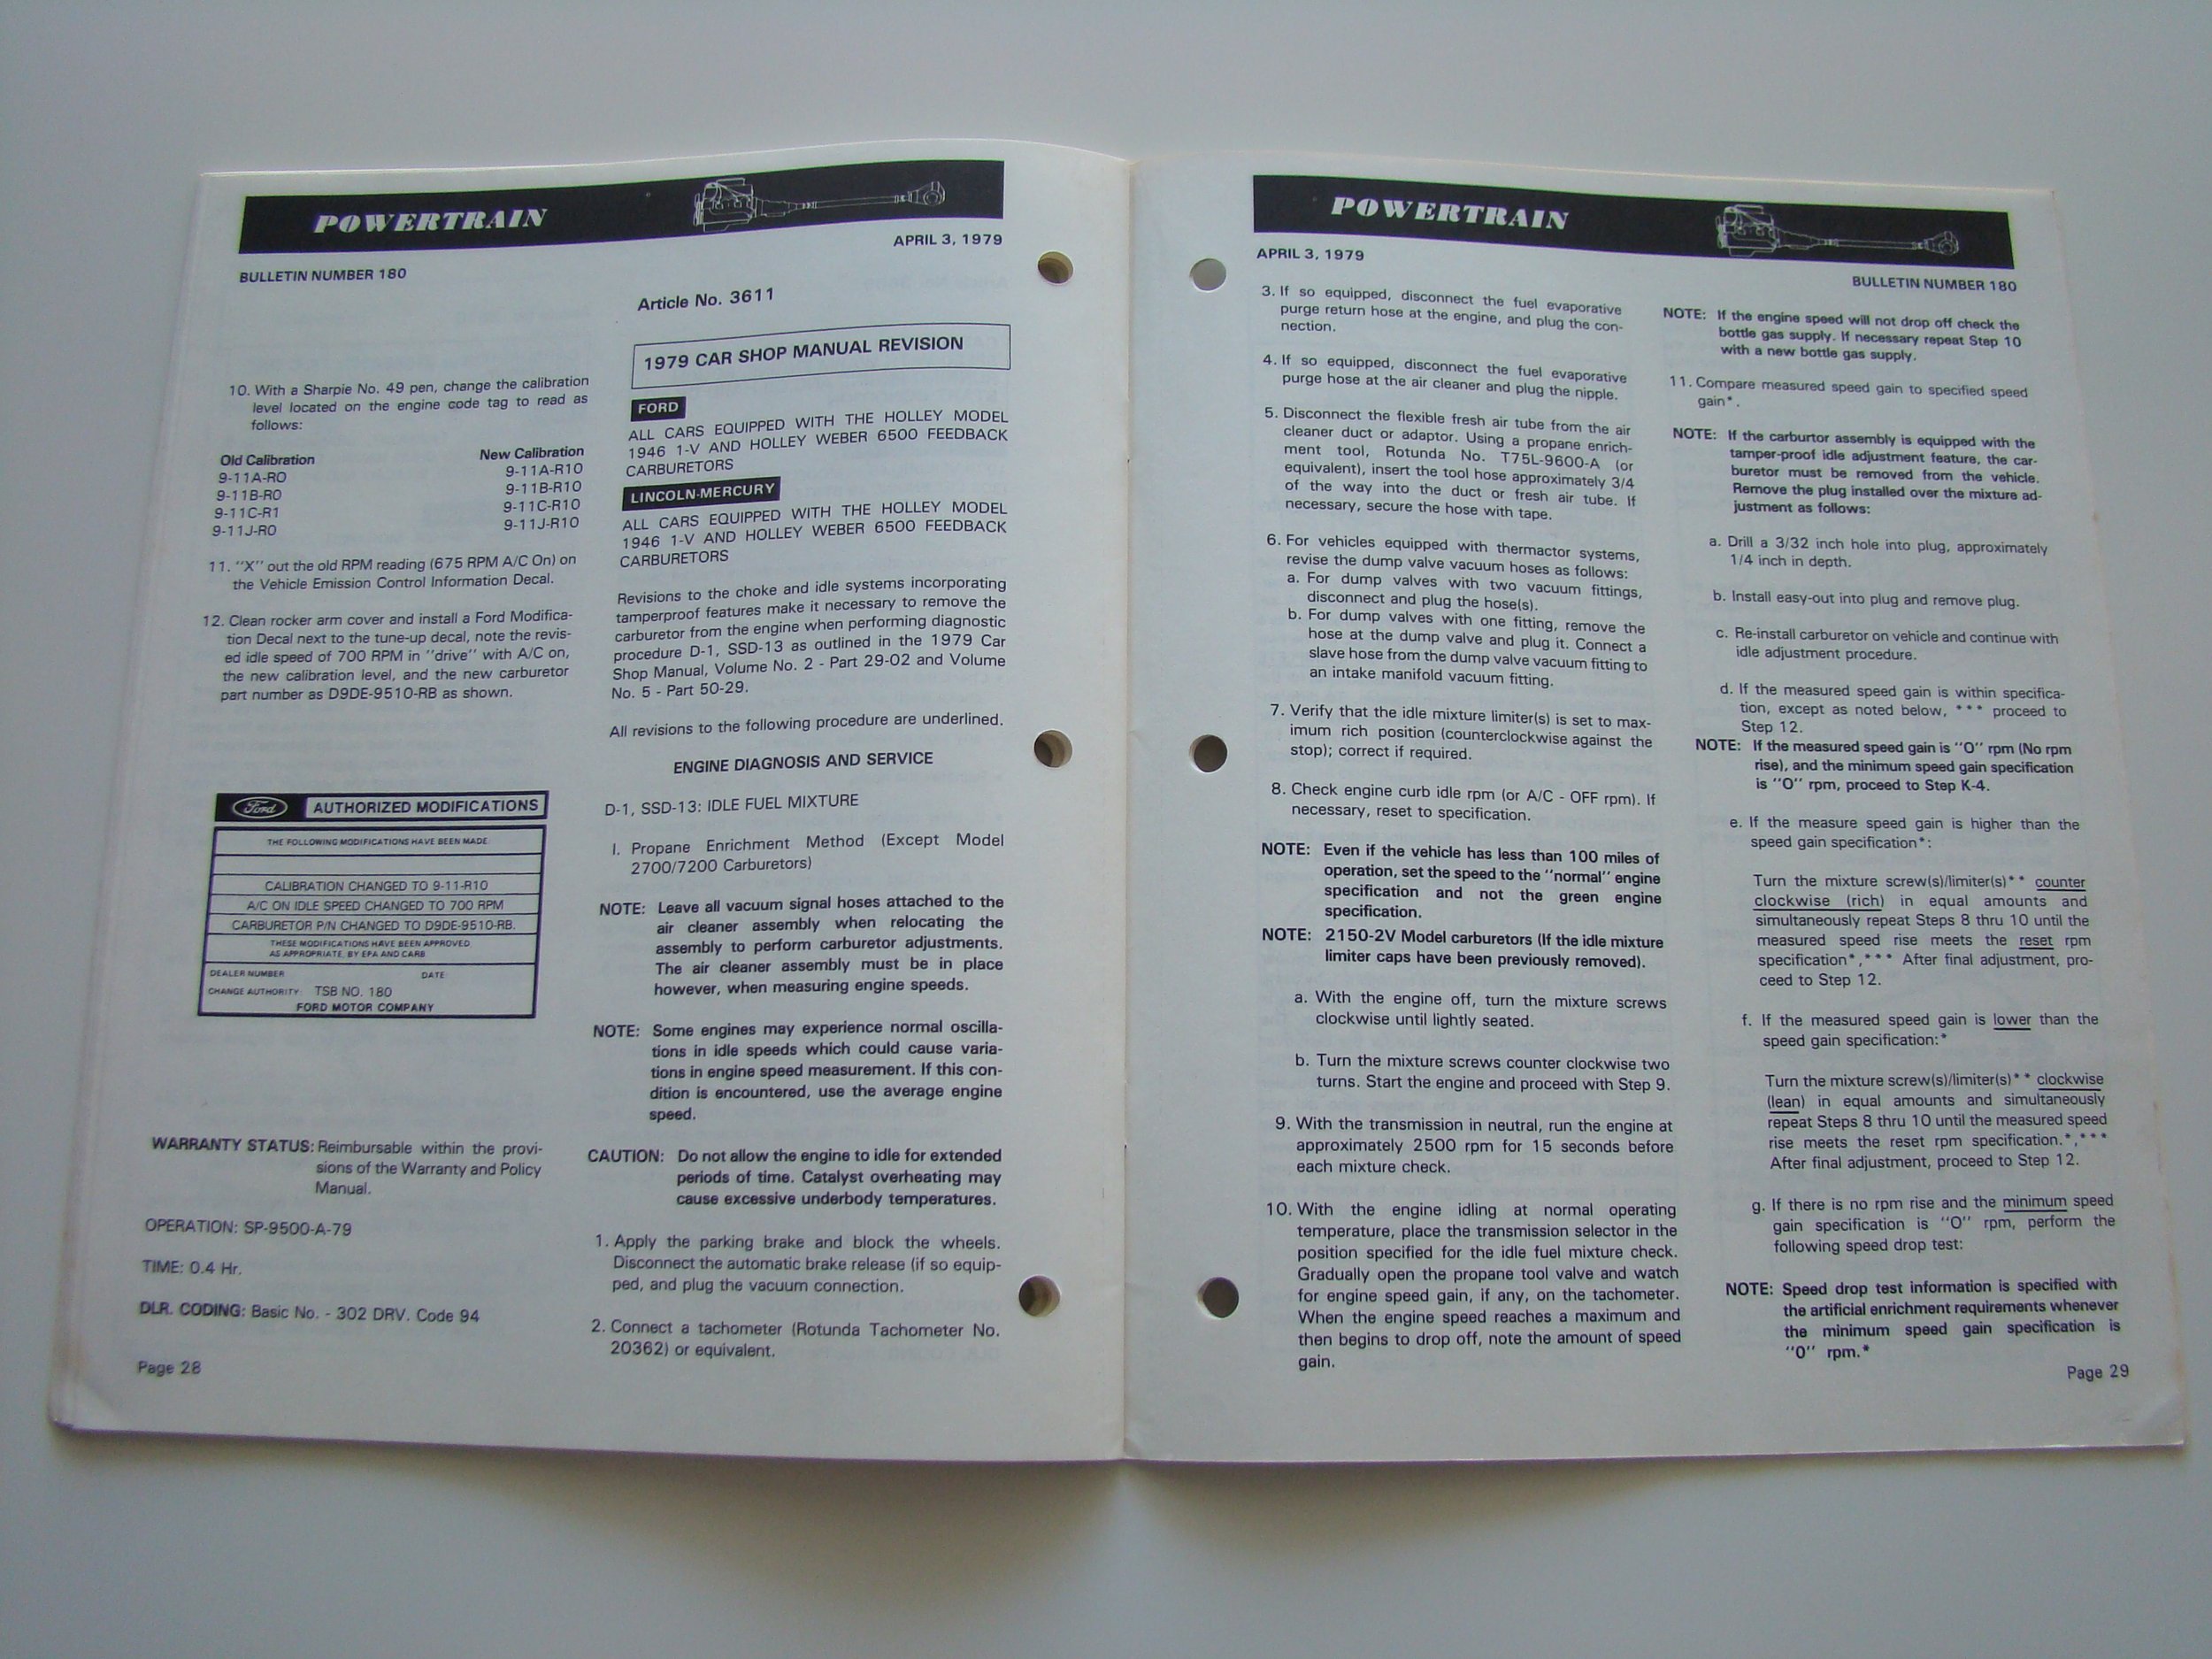 POWERTRAIN
APRIL 3, 1979
BULLETIN NUMBER 180
10. With a Sharpie No. 49 pen, change the calibration
level located on the engine code tag to read as
follows:
Old Calibration New Calibration
9-11A-RO 9-11A-R10
9-11B-RO 9-11B-R10
9-11C-R1 9-11C-R10
9-11J-RO 9-11J-R10
11. "X" out the old RPM reading (675 RPM A/C On) on
the Vehicle Emission Control Information Decal.
12. Clean rocker arm cover and install a Ford Modifica-
tion Decal next to the tune-up decal, note the revis-
ed idle speed of 700 RPM in "drive" with A/C on,
the new calibration level, and the new carburetor
part number as D9DE-9510-RB as shown.
Ford AUTHORIZED MODIFICATIONS
THE FOLLOWING MODIFICATIONS HAVE BEEN MADE
CALIBRATION CHANGED TO 9-11-R10
A/C ON IDLE SPEED CHANGED TO 700 RPM
CARBURETOR P/N CHANGED TO D9DE-9510-RB.
THESE MODIFICATIONS HAVE BEEN APPROVED
AS APPROPRIATE, BY EPA AND CARB
DEALER NUMBER DATE:
CHANGE AUTHORITY: TSB NO. 180
FORD MOTOR COMPANY
WARRANTY STATUS: Reimbursable within the provi-
sions of the Warranty and Policy
Manual.
OPERATION: SP-9500-A-79
TIME: 0.4 Hr.
DLR. CODING: Basic No. - 302 DRV. Code 94
Page 28
Article No. 3611
1979 CAR SHOP MANUAL REVISION
FORD
ALL CARS EQUIPPED WITH THE HOLLEY MODEL
1946 1-V AND HOLLEY WEBER 6500 FEEDBACK
CARBURETORS
LINCOLN-MERCURY
ALL CARS EQUIPPED WITH THE HOLLEY MODEL
1946 1-V AND HOLLEY WEBER 6500 FEEDBACK
CARBURETORS
Revisions to the choke and idle systems incorporating
tamperproof features make it necessary to remove the
carburetor from the engine when performing diagnostic
procedure D-1, SSD-13 as outlined in the 1979 Car
Shop Manual, Volume No. 2 - Part 29-02 and Volume
No. 5 - Part 50-29.
All revisions to the following procedure are underlined.
ENGINE DIAGNOSIS AND SERVICE
D-1, SSD-13: IDLE FUEL MIXTURE
I. Propane Enrichment Method (Except Model
2700/7200 Carburetors)
NOTE: Leave all vacuum signal hoses attached to the
air cleaner assembly when relocating the
assembly to perform carburetor adjustments.
The air cleaner assembly must be in place
however, when measuring engine speeds.
NOTE: Some engines may experience normal oscilla-
tions in idle speeds which could cause varia-
tions in engine speed measurement. If this con-
dition is encountered, use the average engine
speed.
CAUTION: Do not allow the engine to idle for extended
periods of time. Catalyst overheating may
cause excessive underbody temperatures.
1. Apply the parking brake and block the wheels.
Disconnect the automatic brake release (if so equip-
ped, and plug the vacuum connection.
2. Connect a tachometer (Rotunda Tachometer No.
20362) or equivalent.
POWERTRAIN
APRIL 3, 1979
BULLETIN NUMBER 180
3. If so equipped, disconnect the fuel evaporative
purge return hose at the engine, and plug the con-
nection.
4. If so equipped, disconnect the fuel evaporative
purge hose at the air cleaner and plug the nipple.
5. Disconnect the flexible fresh air tube from the air
cleaner duct or adaptor. Using a propane enrich-
ment tool, Rotunda No. T75L-9600-A (or
equivalent), insert the tool hose approximately 3/4
of the way into the duct or fresh air tube. If
necessary, secure the hose with tape.
6. For vehicles equipped with thermactor systems,
revise the dump valve vacuum hoses as follows:
a. For dump valves with two vacuum fittings,
disconnect and plug the hose(s).
b. For dump valves with one fitting, remove the
hose at the dump valve and plug it. Connect a
slave hose from the dump valve vacuum fitting to
an intake manifold vacuum fitting.
7. Verify that the idle mixture limiter(s) is set to max-
imum rich position (counterclockwise against the
stop); correct if required.
8. Check engine curb idle rpm (or A/C - OFF rpm). If
necessary, reset to specification.
NOTE: Even if the vehicle has less than 100 miles of
operation, set the speed to the "normal" engine
specification and not the green engine
specification.
NOTE: 2150-2V Model carburetors (If the idle mixture
limiter caps have been previously removed).
a. With the engine off, turn the mixture screws
clockwise until lightly seated.
b. Turn the mixture screws counter clockwise two
turns. Start the engine and proceed with Step 9.
9. With the transmission in neutral, run the engine at
approximately 2500 rpm for 15 seconds before
each mixture check.
10. With the engine idling at normal operating
temperature, place the transmission selector in the
position specified for the idle fuel mixture check.
Gradually open the propane tool valve and watch
for engine speed gain, if any, on the tachometer.
When the engine speed reaches a maximum and
then begins to drop off, note the amount of speed
gain.
NOTE: If the engine speed will not drop off check the
bottle gas supply. If necessary repeat Step 10
with a new bottle gas supply.
11. Compare measured speed gain to specified speed
gain*.
NOTE: If the carburtor assembly is equipped with the
tamper-proof idle adjustment feature, the car-
buretor must be removed from the vehicle.
Remove the plug installed over the mixture ad-
justment as follows:
a. Drill a 3/32 inch hole into plug, approximately
1/4 inch in depth.
b. Install easy-out into plug and remove plug.
c. Re-install carburetor on vehicle and continue with
idle adjustment procedure.
d. If the measured speed gain is within specifica-
tion, except as noted below, *** proceed to
Step 12.
NOTE: If the measured speed gain is "O" rpm (No rpm
rise), and the minimum speed gain specification
is "O" rpm, proceed to Step K-4.
e. If the measure speed gain is higher than the
speed gain specification*:
Turn the mixture screw(s)/limiter(s)** counter
clockwise (rich) in equal amounts and
simultaneously repeat Steps 8 thru 10 until the
measured speed rise meets the reset rpm
specification*,*** After final adjustment, pro-
ceed to Step 12.
f. If the measured speed gain is lower than the
speed gain specification:*
Turn the mixture screw(s)/limiter(s)** clockwise
(lean) in equal amounts and simultaneously
repeat Steps 8 thru 10 until the measured speed
rise meets the reset rpm specification.*,***
After final adjustment, proceed to Step 12.
g. If there is no rpm rise and the minimum speed
gain specification is "O" rpm, perform the
following speed drop test:
NOTE: Speed drop test information is specified with
the artificial enrichment requirements whenever
the minimum speed gain specification is
"0" rpm.*
Page 29